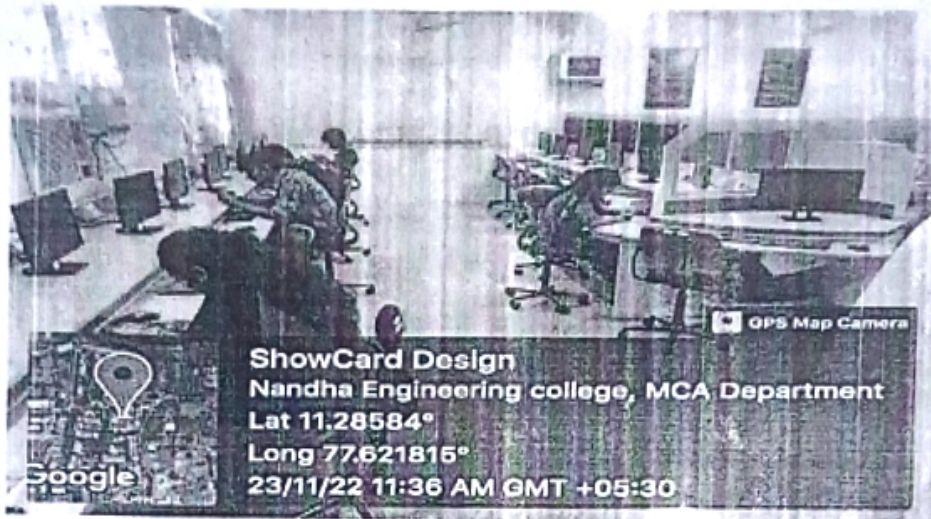 GPS Map Camera
ShowCard Design
Nandha Engineering college, MCA Department
Lat 11.28584°
Long 77.621815°
23/11/22 11:36 AM GMT +05:30
Google